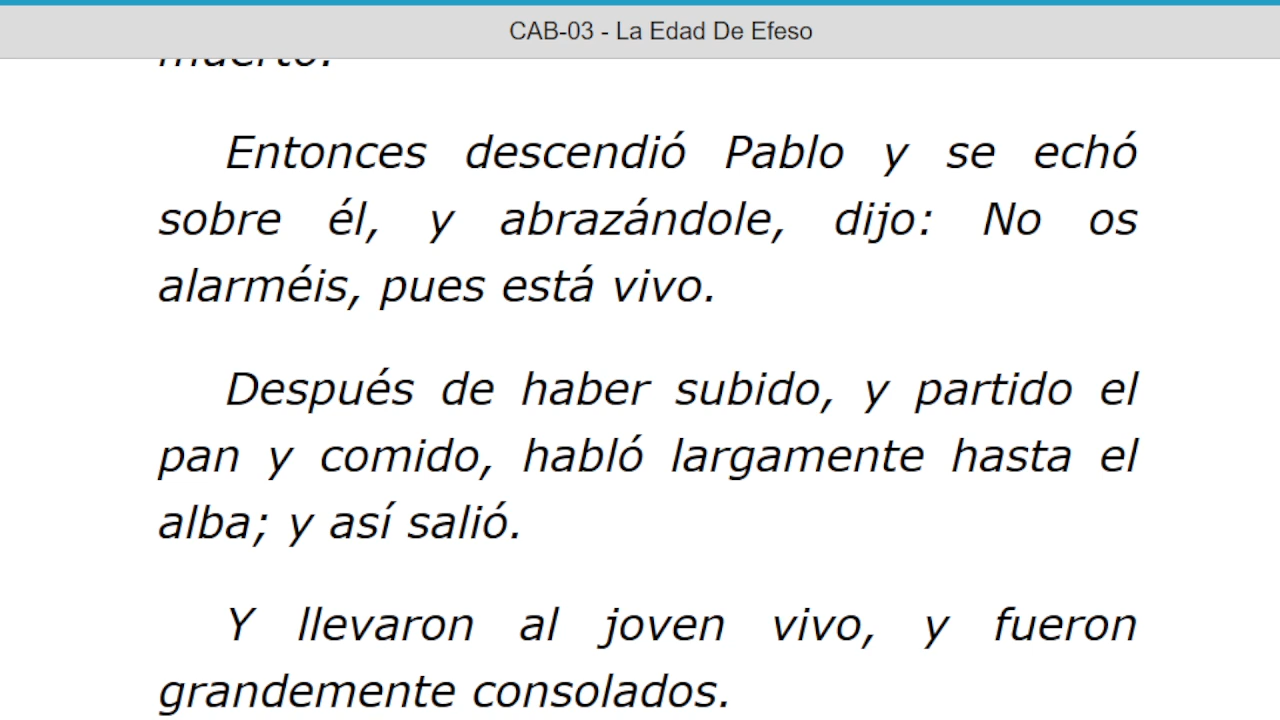 CAB-03 - La Edad De Efeso
muerto.
Entonces descendió Pablo y se echó
sobre él, y abrazándole, dijo: No os
alarméis, pues está vivo.
Después de haber subido, y partido el
pan y comido, habló largamente hasta el
alba; y así salió.
Y llevaron al joven vivo, y fueron
grandemente consolados.